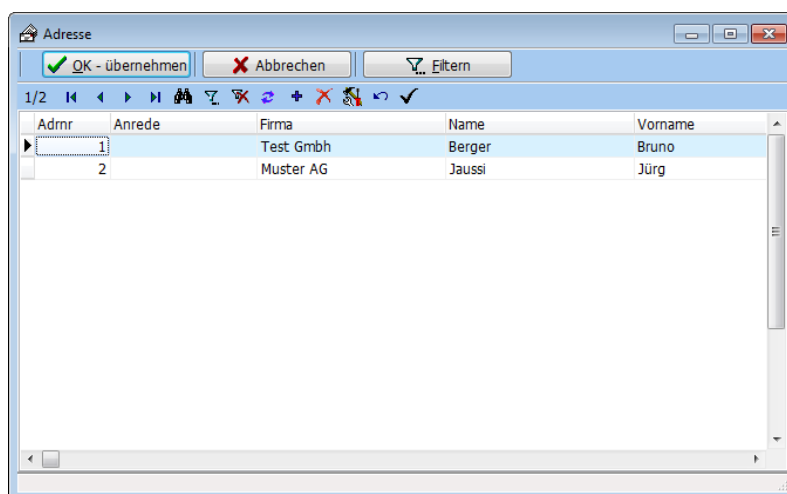 Adresse
OK - übernehmen Abbrechen Filtern
1/2
Adrnr Anrede Firma Name Vorname
1 Test Gmbh Berger Bruno
2 Muster AG Jaussi Jürg